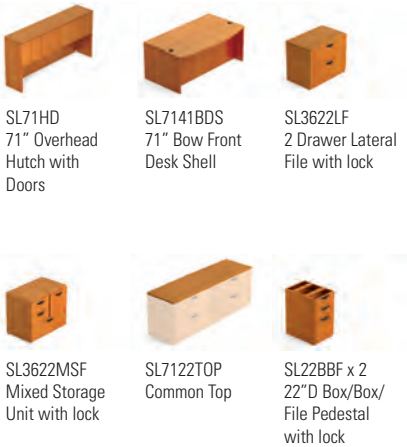 SL71HD
71" Overhead
Hutch with
Doors
SL7141BDS
71" Bow Front
Desk Shell
SL3622LF
2 Drawer Lateral
File with lock
SL3622MSF
Mixed Storage
Unit with lock
SL7122TOP
Common Top
SL22BBF x 2
22"D Box/Box/
File Pedestal
with lock